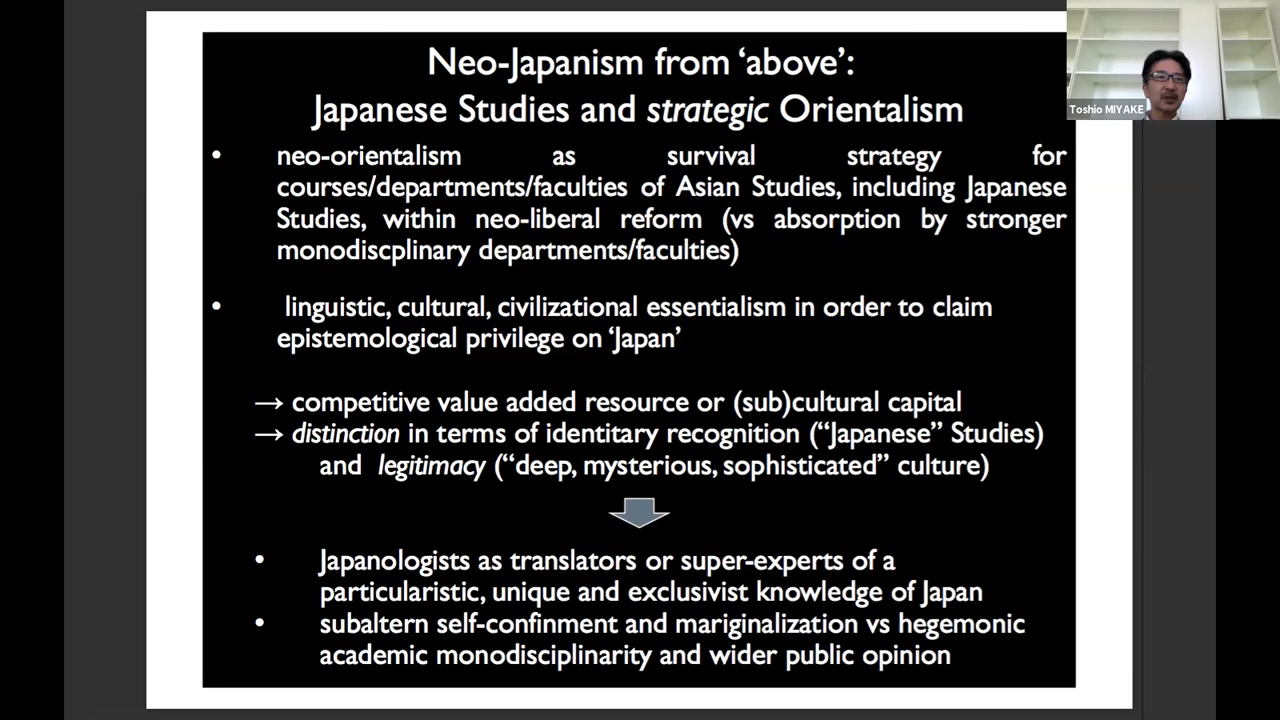 Neo-Japanism from ‘above’:
Japanese Studies and strategic Orientalism
• neo-orientalism as survival strategy for
courses/departments/faculties of Asian Studies, including Japanese
Studies, within neo-liberal reform (vs absorption by stronger
monodiscplinary departments/faculties)
• linguistic, cultural, civilizational essentialism in order to claim
epistemological privilege on ‘Japan’
→ competitive value added resource or (sub)cultural capital
→ distinction in terms of identitary recognition (“Japanese” Studies)
and legitimacy (“deep, mysterious, sophisticated” culture)
• Japanologists as translators or super-experts of a
particularistic, unique and exclusivist knowledge of Japan
• subaltern self-confinment and mariginalization vs hegemonic
academic monodisciplinarity and wider public opinion
Toshio MIYAKE